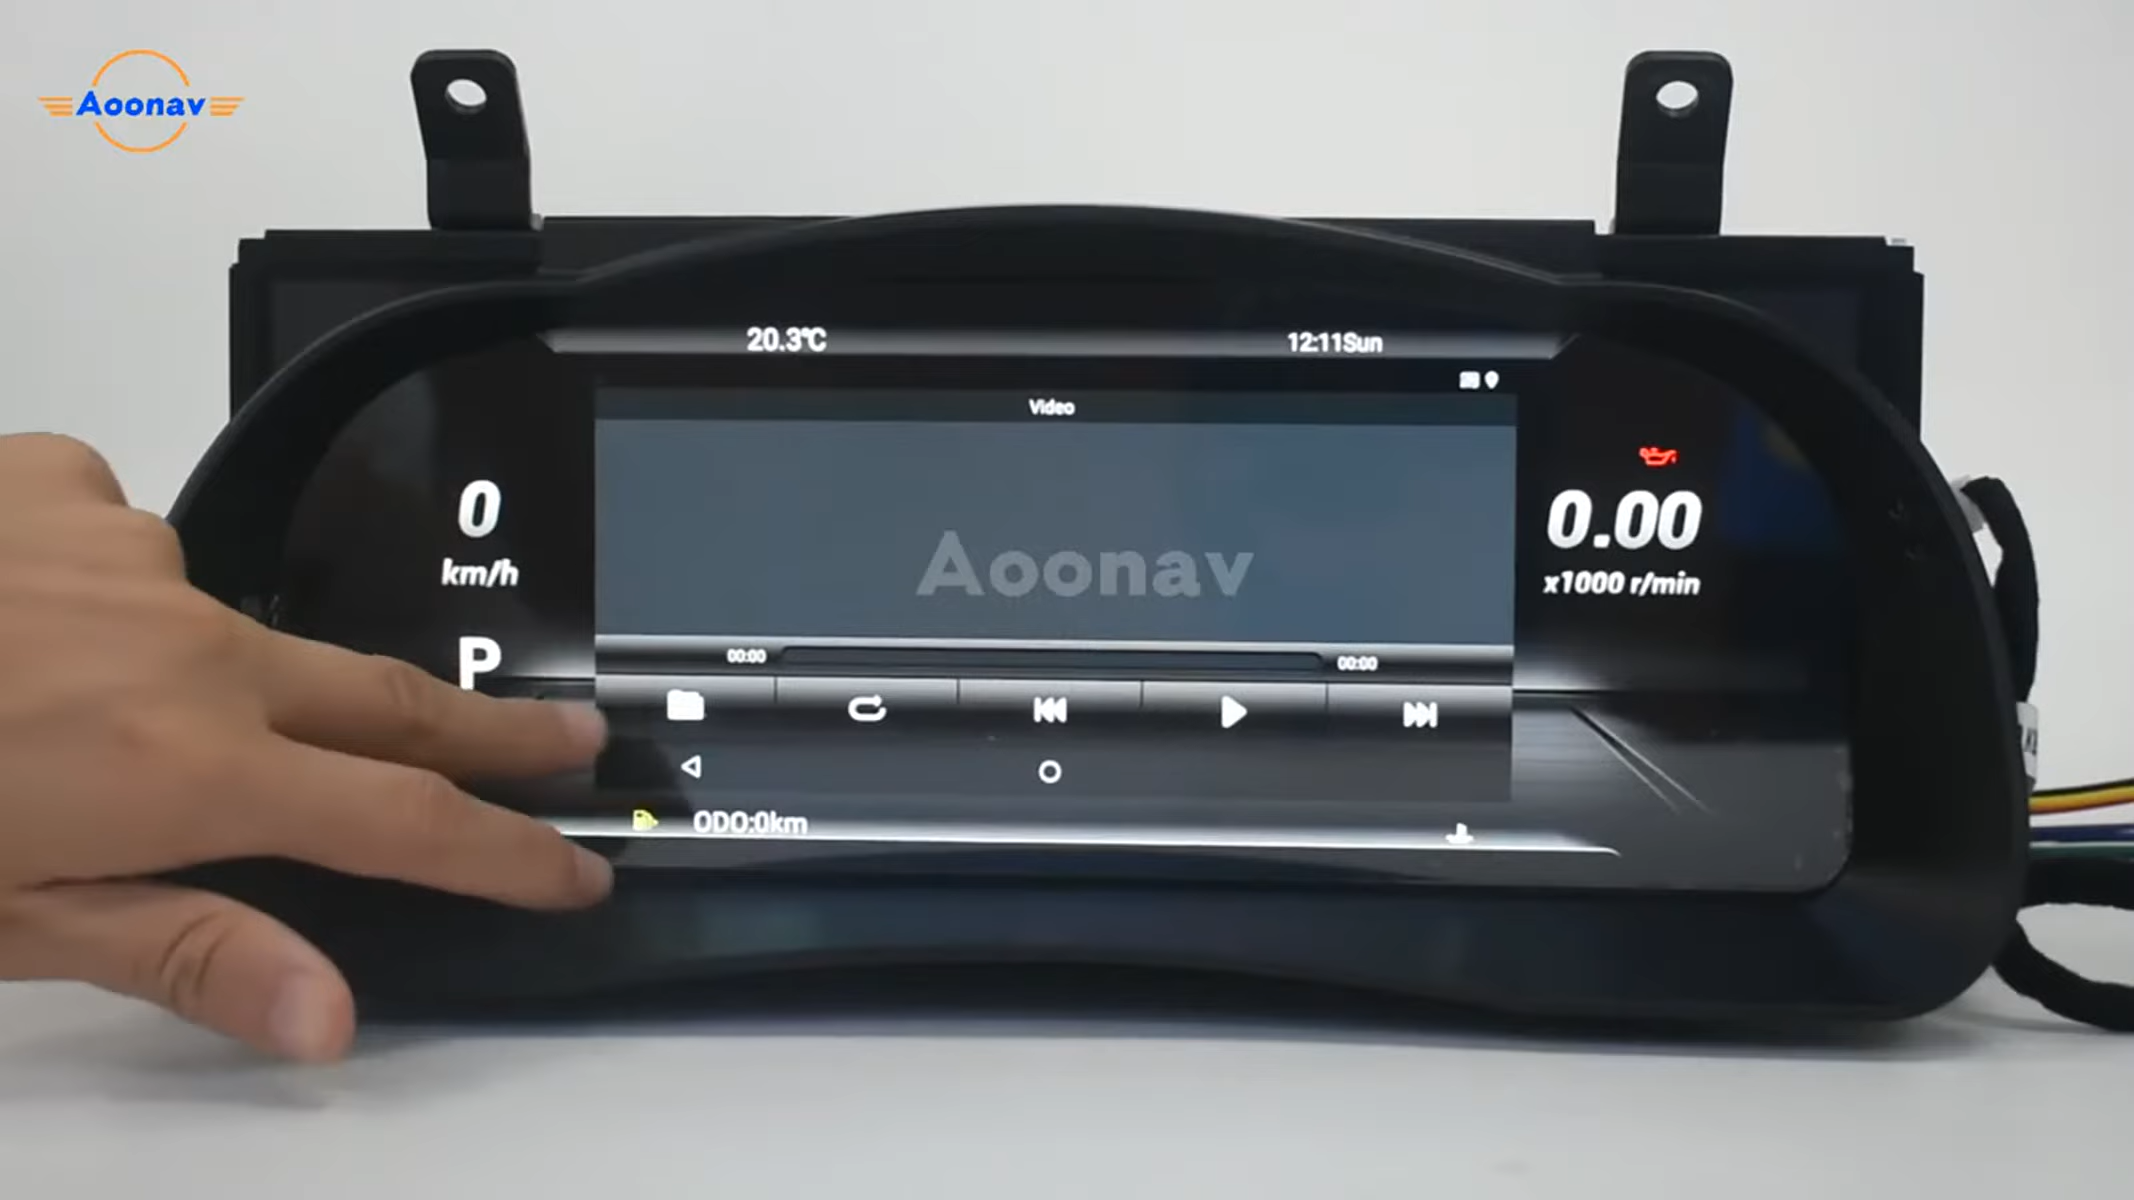 Aoonav
20.3℃
12:11Sun
Video
0
km/h
Aoonav
0.00
x1000 r/min
P
00:00
00:00
ODO:0km